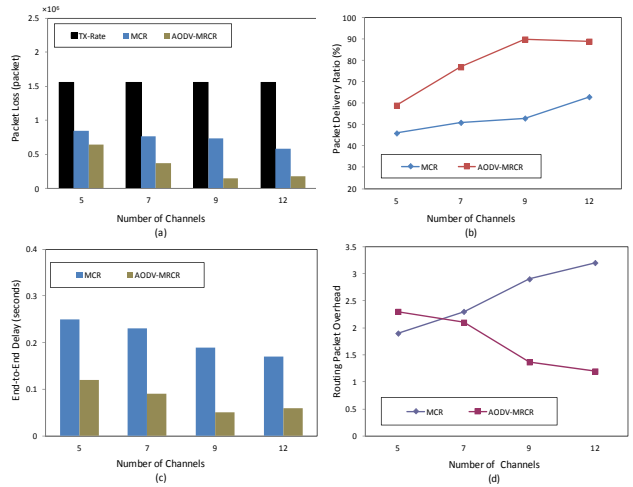 2.5 ×10⁶
TX-Rate MCR AODV-MRCR
2
1.5
1
0.5
0
Packet Loss (packet)
5 7 9 12
Number of Channels
(a)
100
90
80
70
60
50
40
30
20
Packet Delivery Ratio (%)
MCR AODV-MRCR
5 7 9 12
Number of Channels
(b)
0.4
MCR AODV-MRCR
0.3
0.2
0.1
0
End-to-End Delay (seconds)
5 7 9 12
Number of Channels
(c)
3.5
3
2.5
2
1.5
1
0.5
0
Routing Packet Overhead
MCR AODV-MRCR
5 7 9 12
Number of Channels
(d)